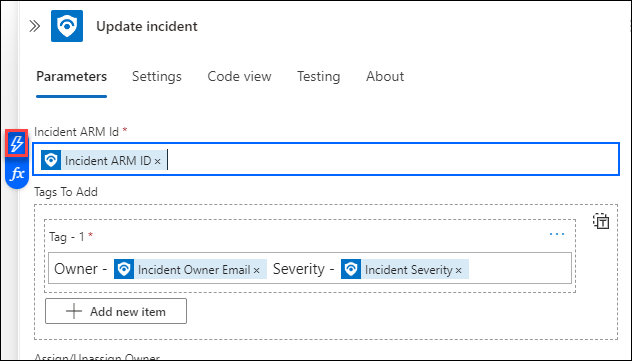 Update incident
Parameters Settings Code view Testing About
Incident ARM Id *
Incident ARM ID ×
fx
Tags To Add
Tag - 1 *
Owner - Incident Owner Email × Severity - Incident Severity ×
Add new item
Assign/Unassign Owner